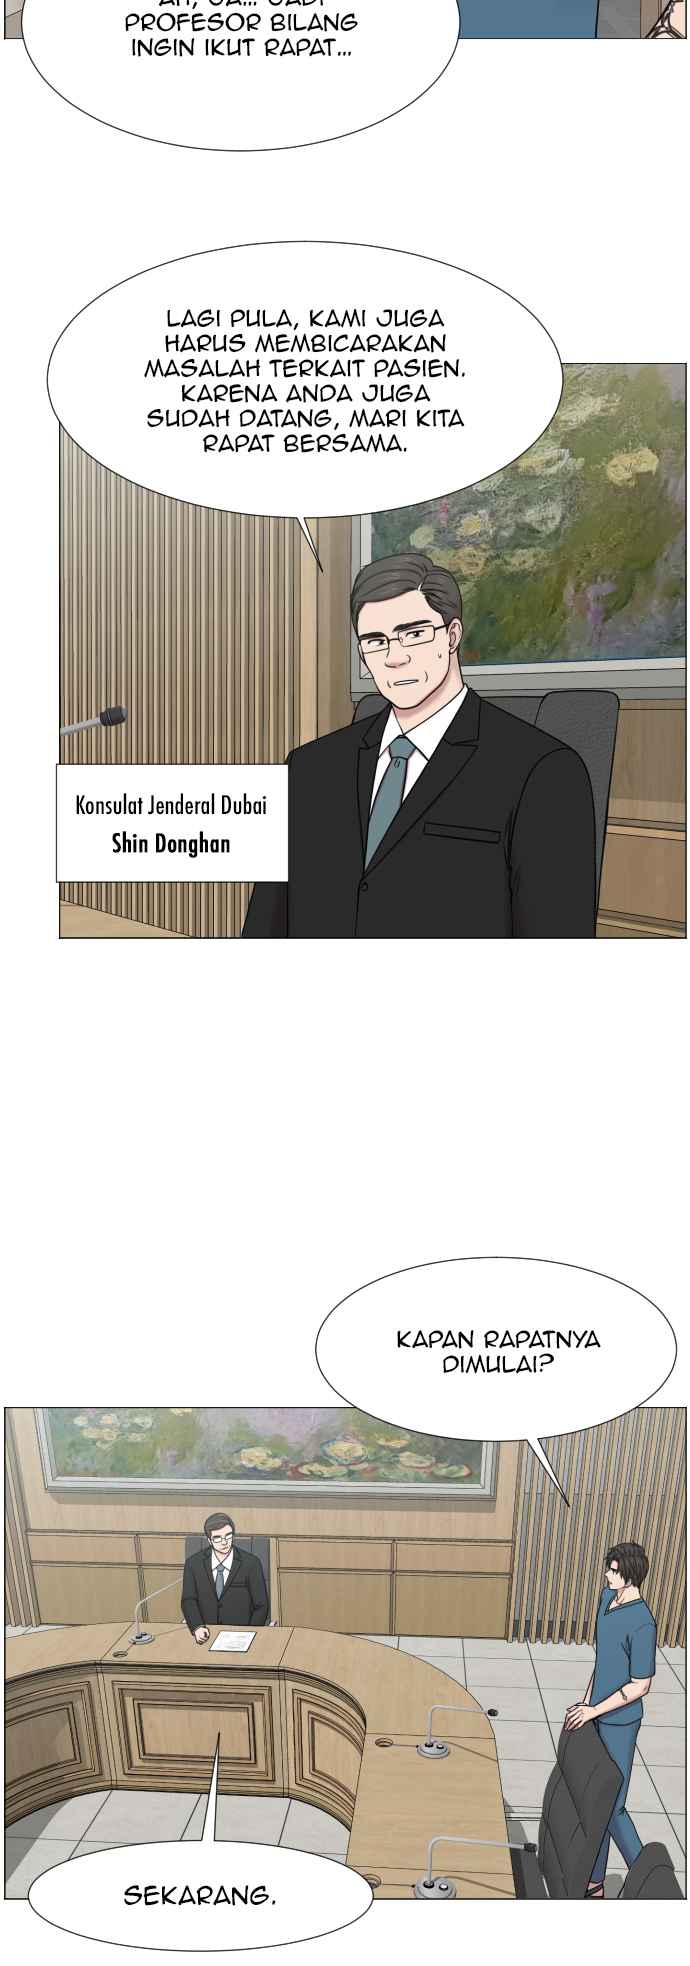 PROFESOR BILANG
INGIN IKUT RAPAT...
LAGI PULA, KAMI JUGA
HARUS MEMBICARAKAN
MASALAH TERKAIT PASIEN.
KARENA ANDA JUGA
SUDAH DATANG, MARI KITA
RAPAT BERSAMA.
Konsulat Jenderal Dubai
Shin Donghan
KAPAN RAPATNYA
DIMULAI?
SEKARANG.